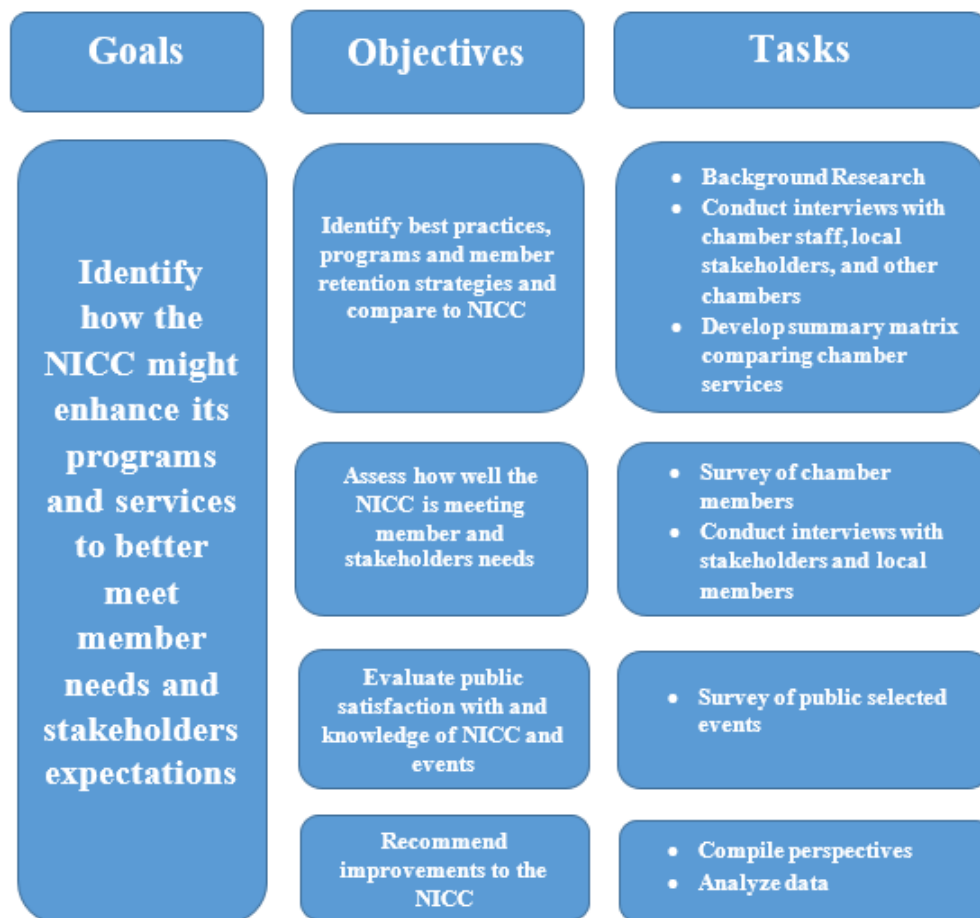 Goals
Objectives
Tasks
Identify
how the
NICC might
enhance its
programs
and services
to better
meet
member
needs and
stakeholders
expectations
Identify best practices,
programs and member
retention strategies and
compare to NICC
• Background Research
• Conduct interviews with
chamber staff, local
stakeholders, and other
chambers
• Develop summary matrix
comparing chamber
services
Assess how well the
NICC is meeting
member and
stakeholders needs
• Survey of chamber
members
• Conduct interviews with
stakeholders and local
members
Evaluate public
satisfaction with and
knowledge of NICC and
events
• Survey of public selected
events
Recommend
improvements to the
NICC
• Compile perspectives
• Analyze data